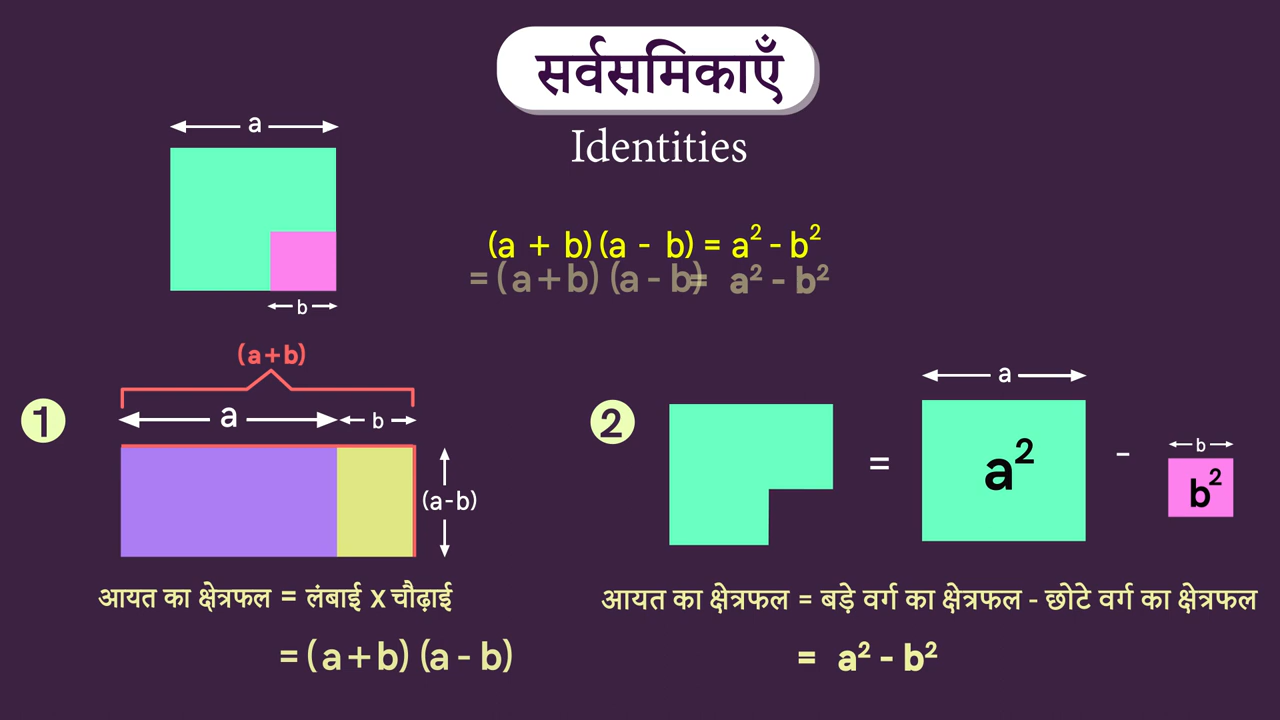 सर्वसमिकाएँ
Identities
a
b
(a + b)(a - b) = a² - b²
= (a+b) (a - b) = a² - b²
(a+b)
1
a
b
(a-b)
आयत का क्षेत्रफल = लंबाई x चौढ़ाई
= (a+b) (a - b)
2
=
a
a²
-
b
b²
आयत का क्षेत्रफल = बड़े वर्ग का क्षेत्रफल - छोटे वर्ग का क्षेत्रफल
= a² - b²